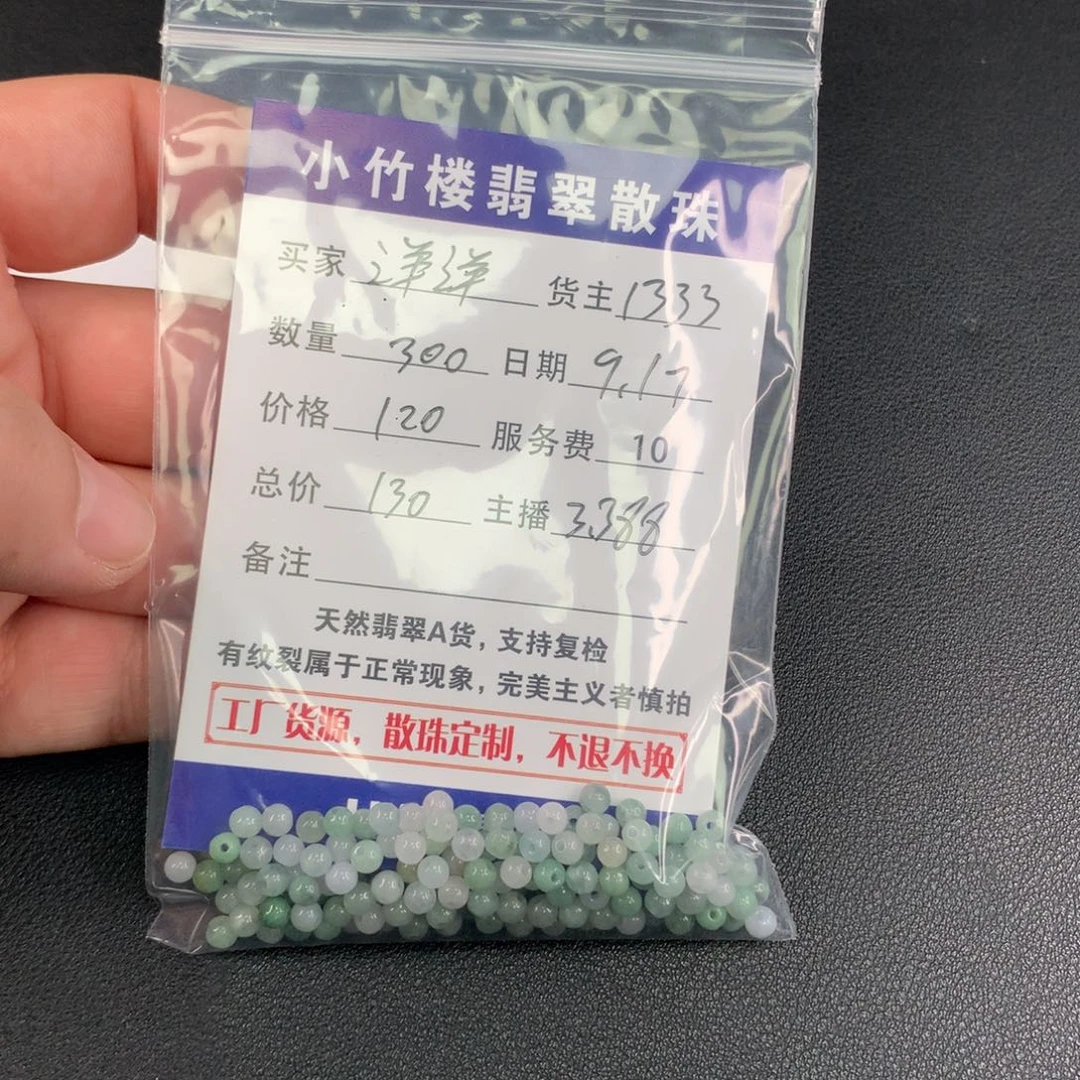 小竹楼翡翠散珠
买家 洋洋 货主 1333
数量 300 日期 9.17
价格 120 服务费 10
总价 130 主播 3388
备注
天然翡翠A货，支持复检
有纹裂属于正常现象，完美主义者慎拍
工厂货源，散珠定制，不退不换